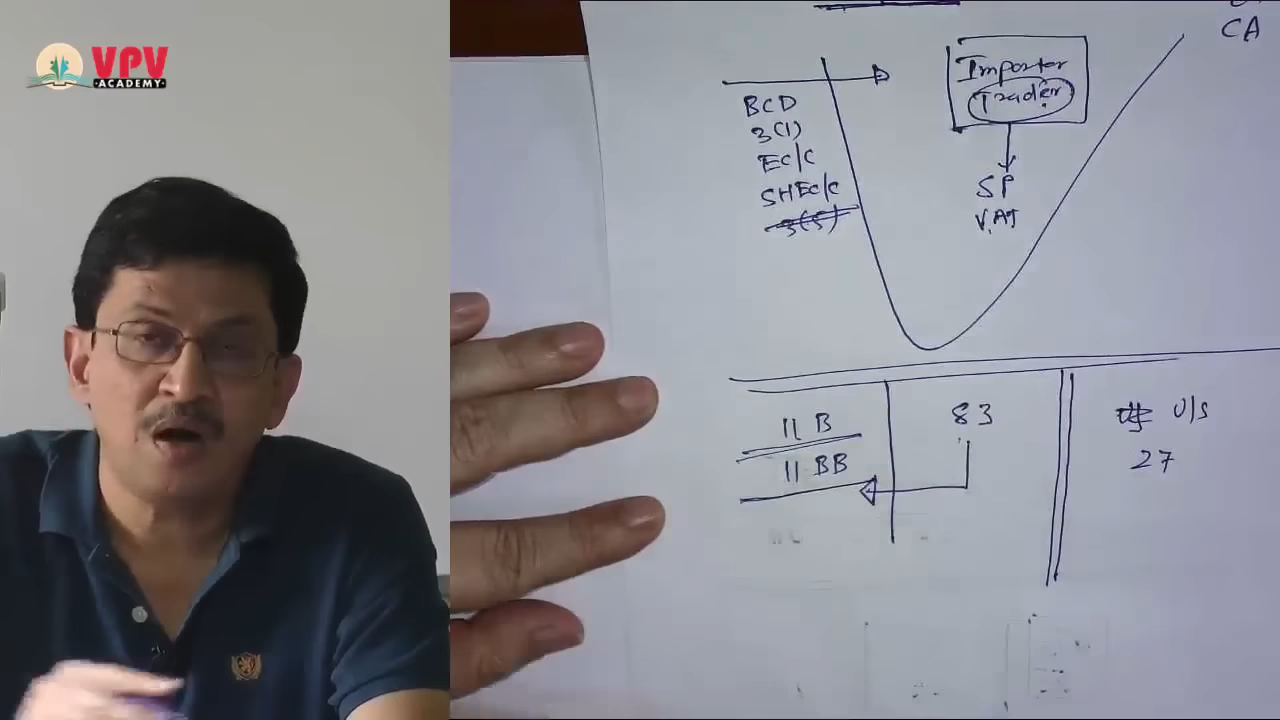 VPV
ACADEMY
CA
Importer
Trader
BCD
3(1)
EC/C
SHEC/C
3(5)
SP
VAT
11 B
11 BB
83
U/S
27